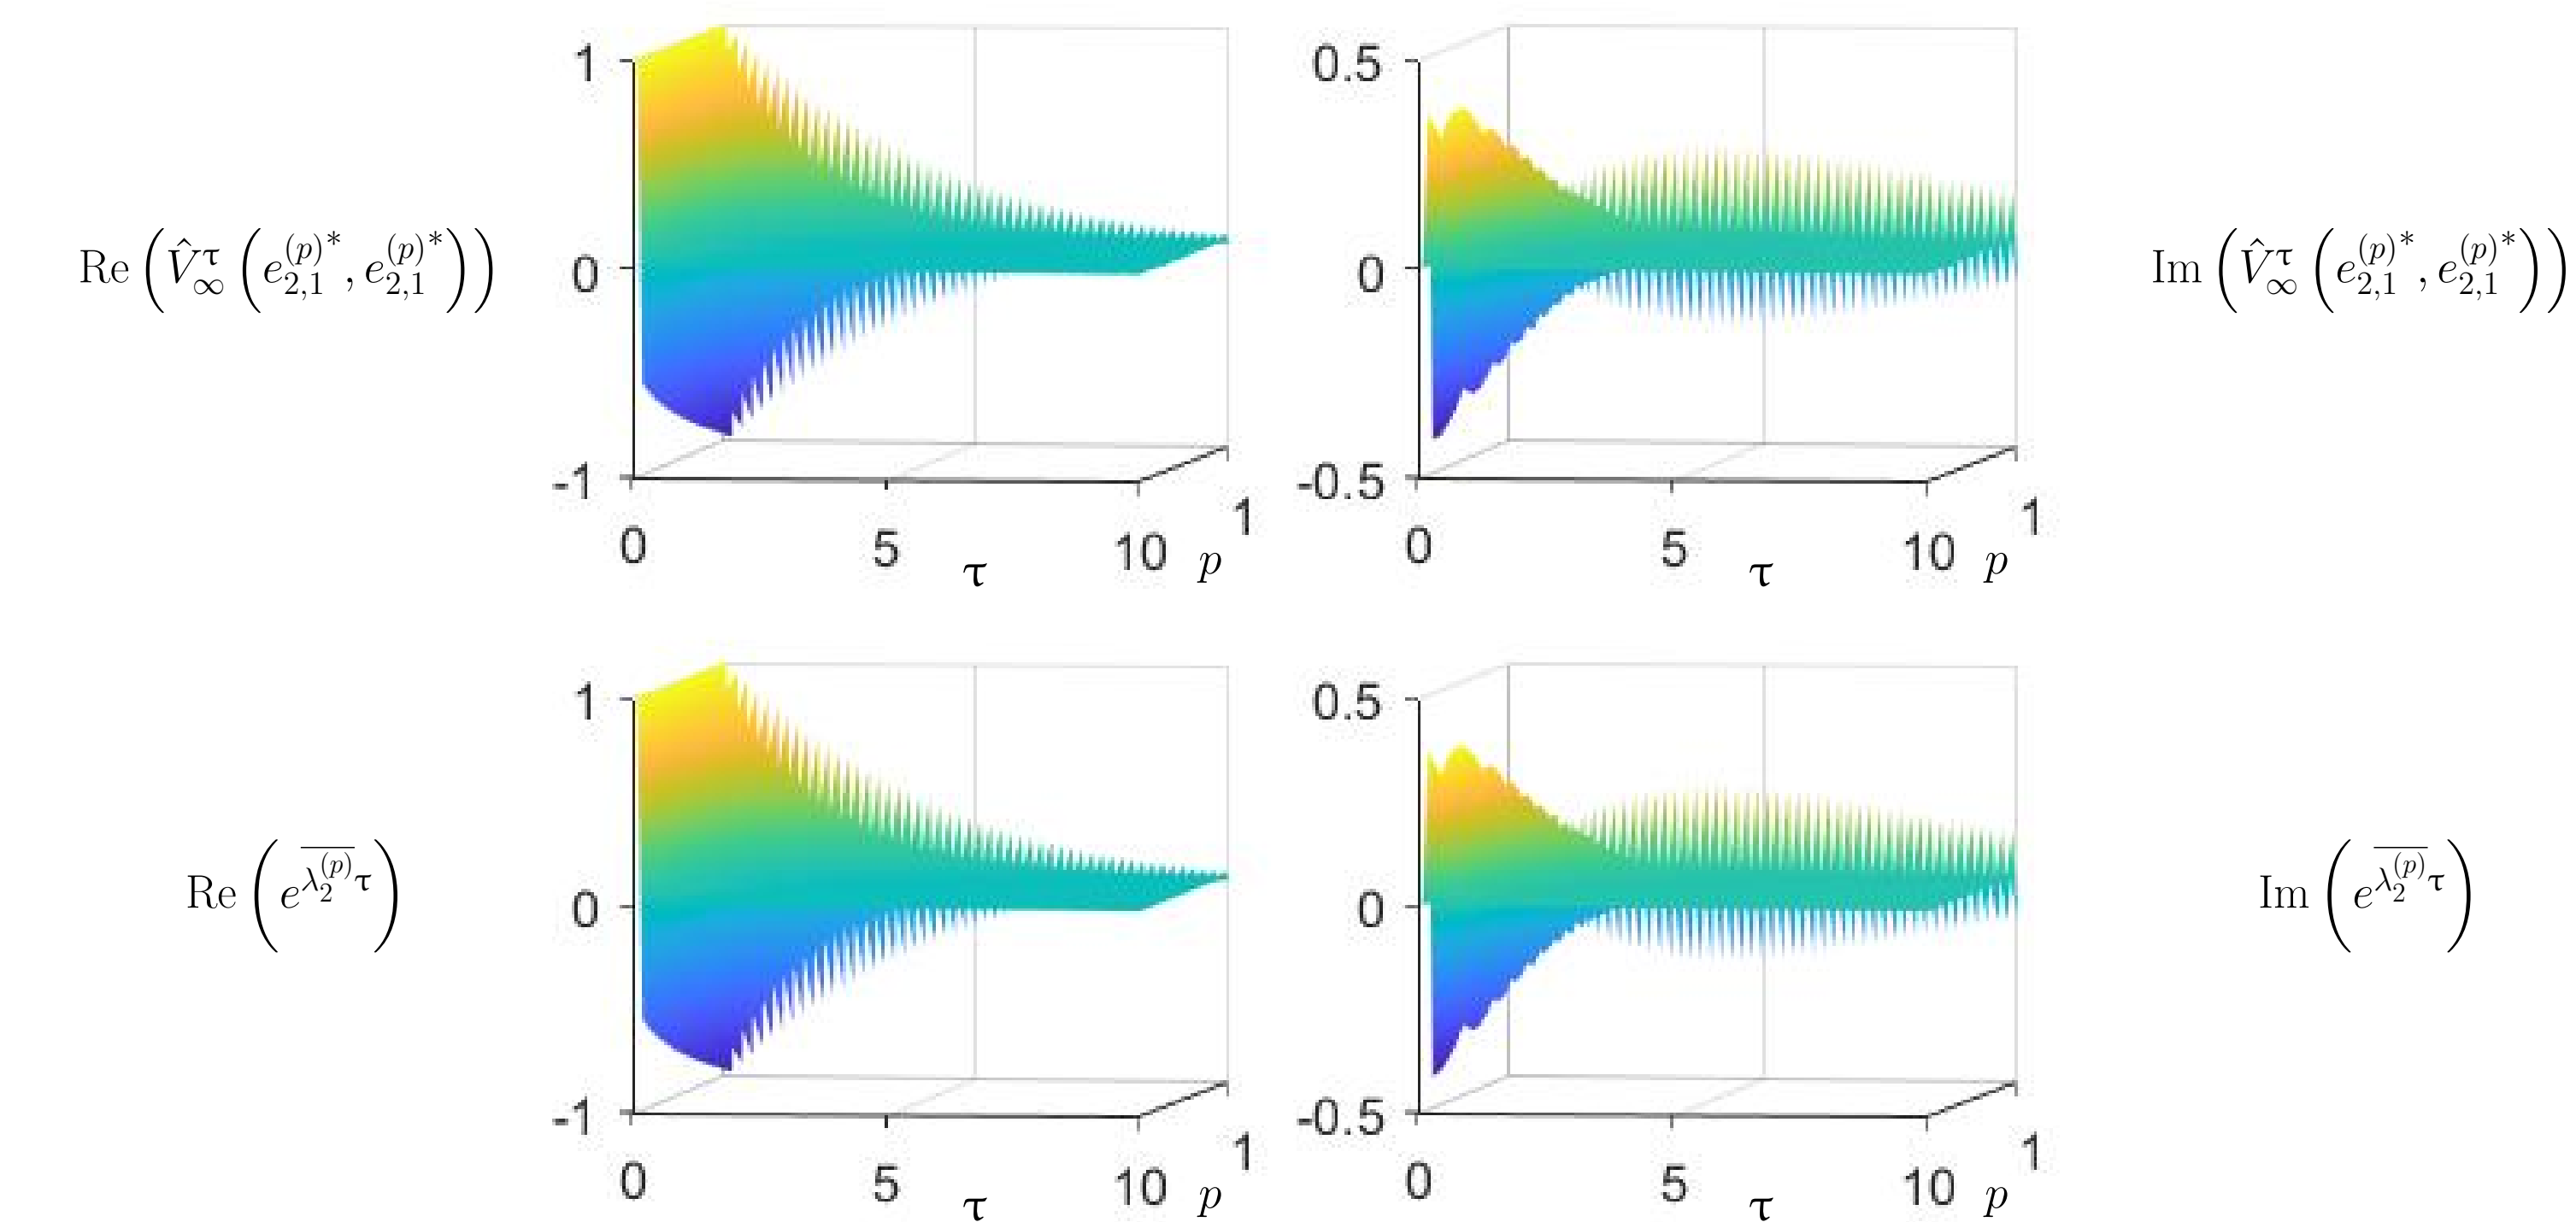 1
0.5
Re(V̂^τ_∞(e^{(p)*}_{2,1}, e^{(p)*}_{2,1}))
0
0
Im(V̂^τ_∞(e^{(p)*}_{2,1}, e^{(p)*}_{2,1}))
-1
-0.5
1
1
0 5 10
τ p
0 5 10
τ p
1
0.5
Re(e^{\overline{λ_2^{(p)}}τ})
0
0
Im(e^{\overline{λ_2^{(p)}}τ})
-1
-0.5
1
1
0 5 10
τ p
0 5 10
τ p